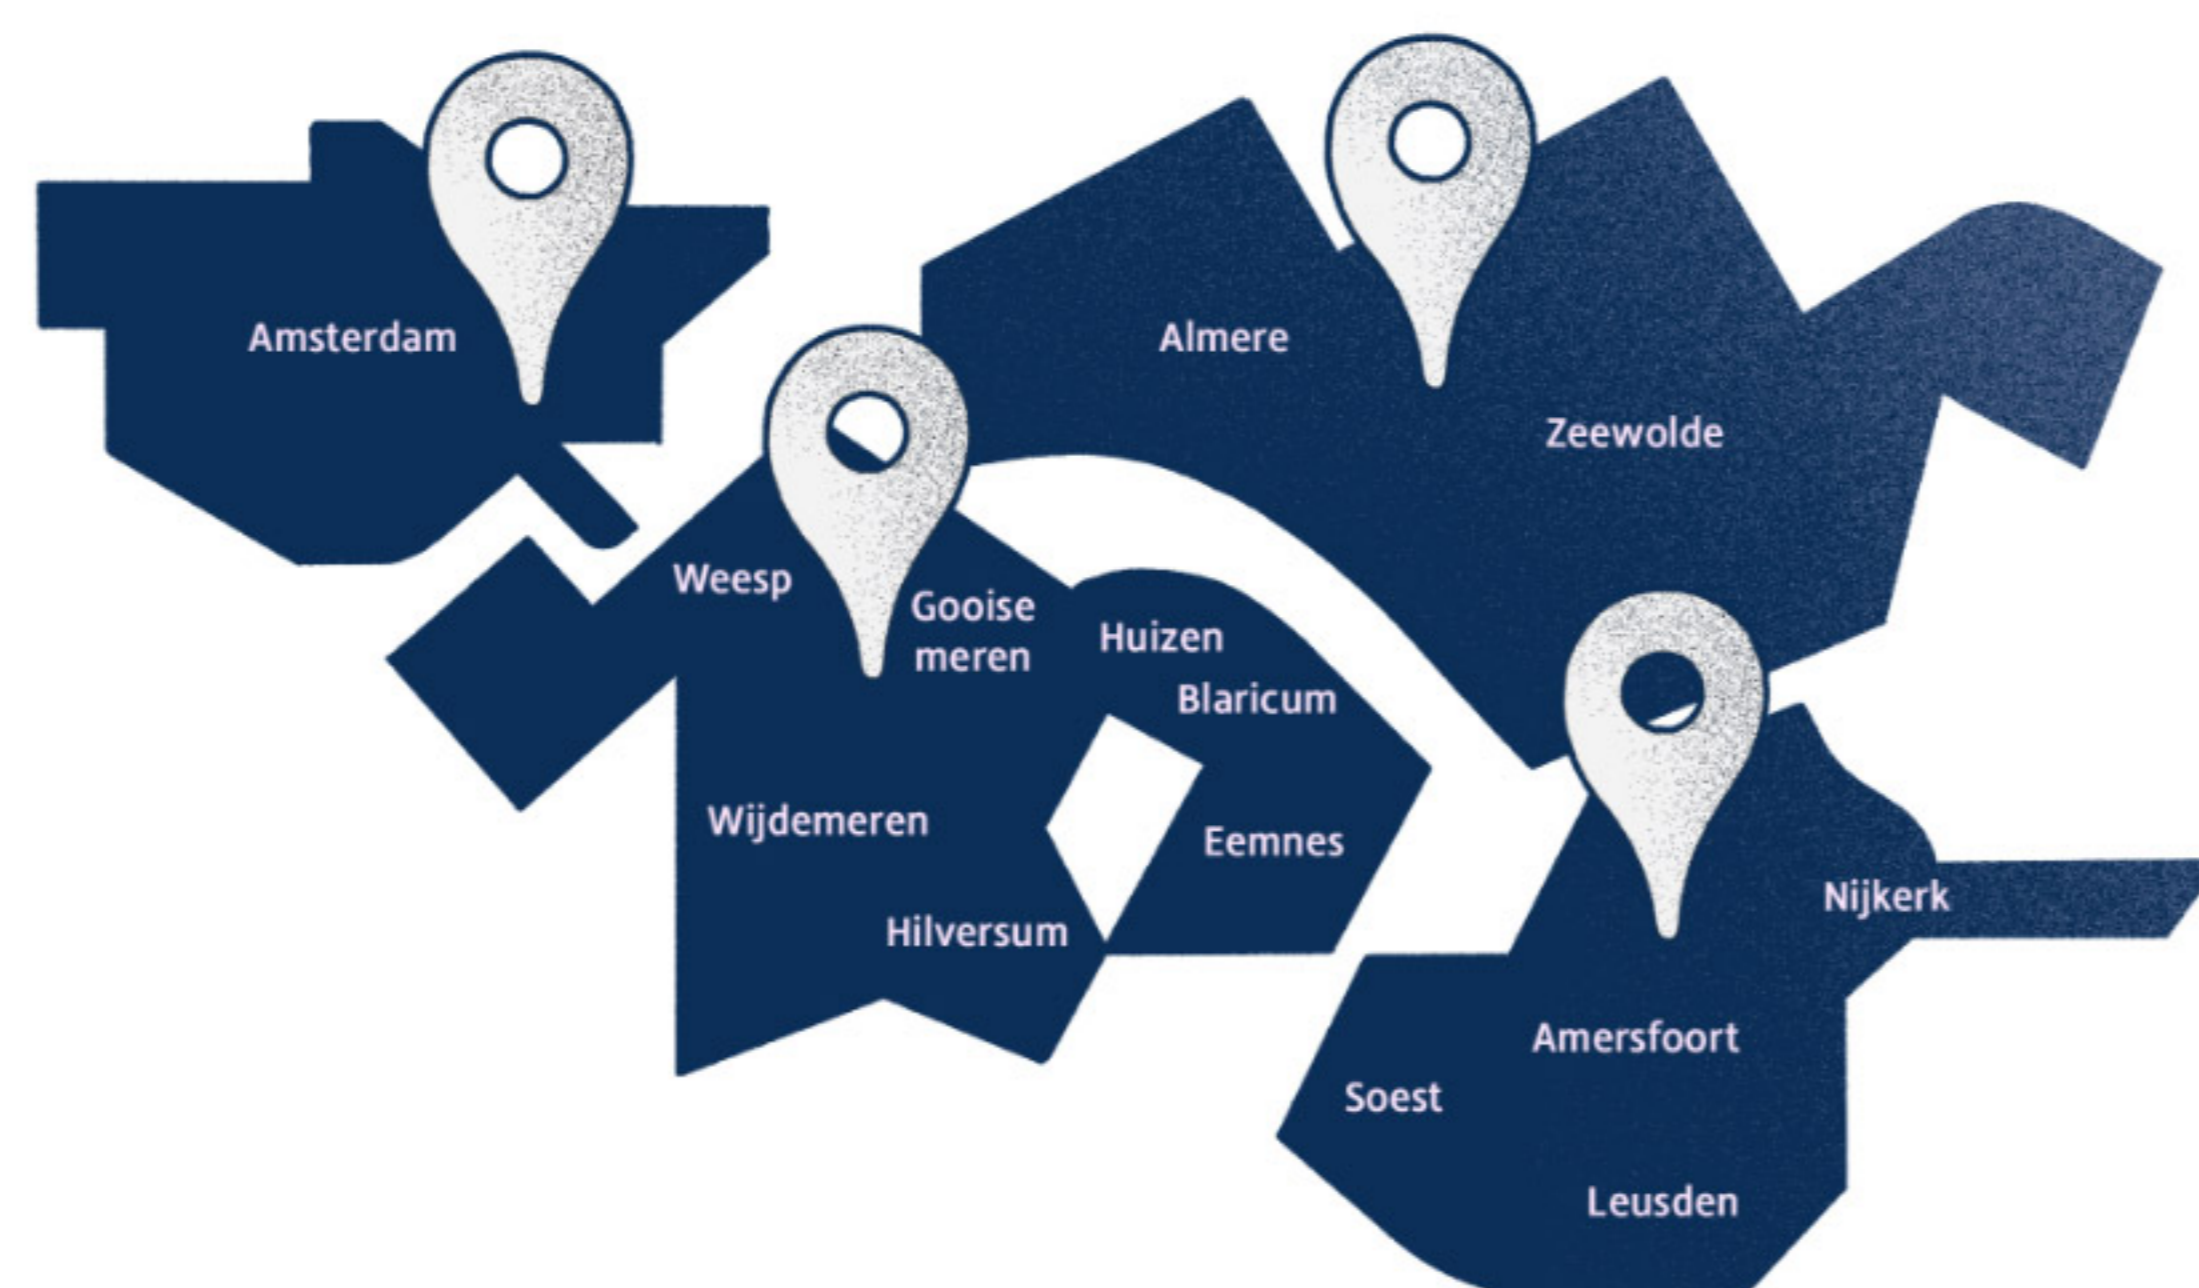 Amsterdam
Almere
Zeewolde
Weesp
Gooise
meren
Huizen
Blaricum
Wijdemeren
Eemnes
Hilversum
Nijkerk
Amersfoort
Soest
Leusden